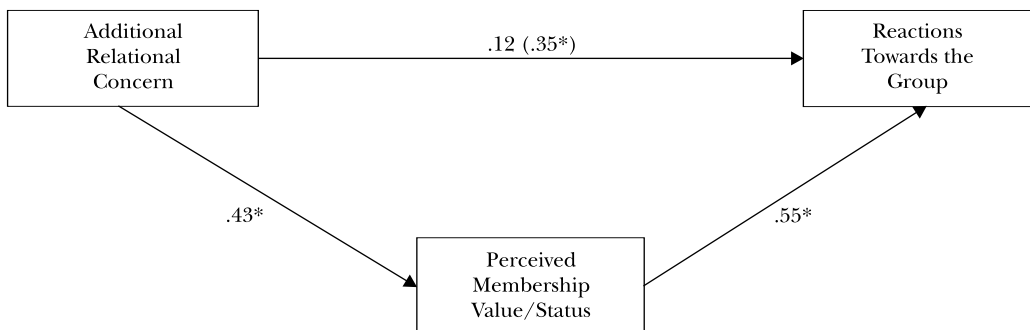 Additional
Relational
Concern
.12 (.35*)
Reactions
Towards the
Group
.43*
.55*
Perceived
Membership
Value/Status